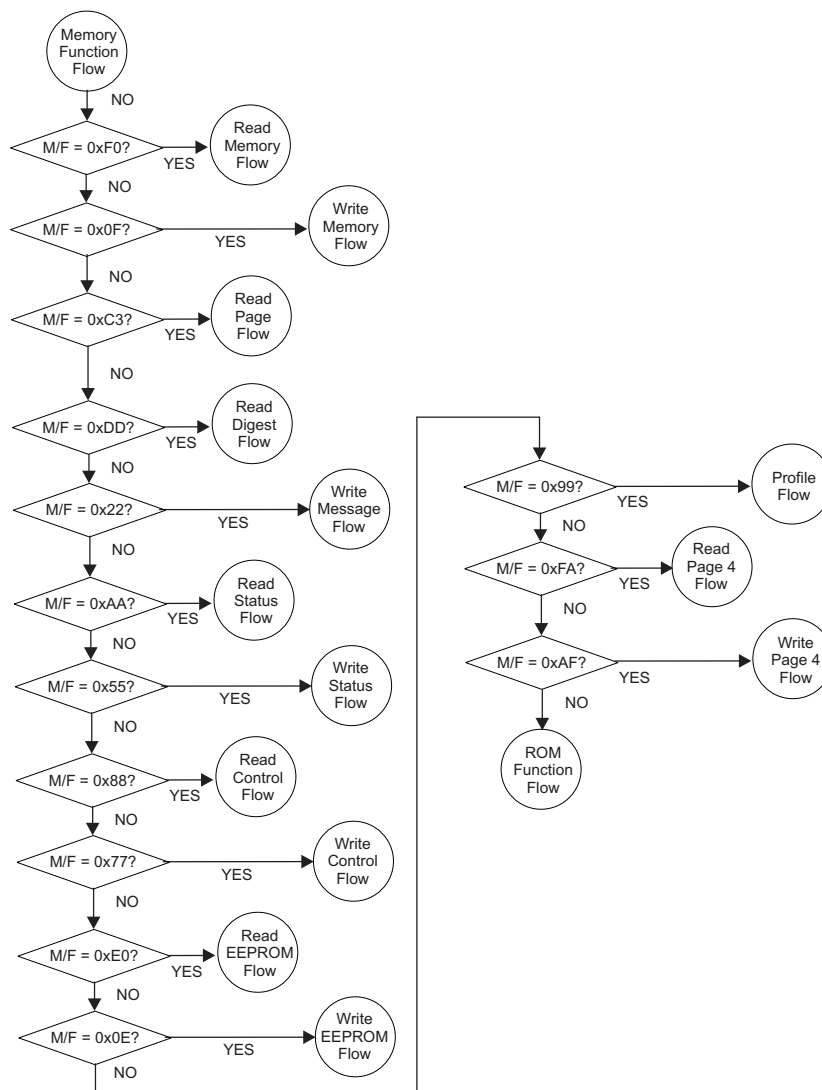 Memory
Function
Flow
NO
M/F = 0xF0?
YES
Read
Memory
Flow
NO
M/F = 0x0F?
YES
Write
Memory
Flow
NO
M/F = 0xC3?
YES
Read
Page
Flow
NO
M/F = 0xDD?
YES
Read
Digest
Flow
NO
M/F = 0x22?
YES
Write
Message
Flow
NO
M/F = 0xAA?
YES
Read
Status
Flow
NO
M/F = 0x55?
YES
Write
Status
Flow
NO
M/F = 0x88?
YES
Read
Control
Flow
NO
M/F = 0x77?
YES
Write
Control
Flow
NO
M/F = 0xE0?
YES
Read
EEPROM
Flow
NO
M/F = 0x0E?
YES
Write
EEPROM
Flow
NO
M/F = 0x99?
YES
Profile
Flow
NO
M/F = 0xFA?
YES
Read
Page 4
Flow
NO
M/F = 0xAF?
YES
Write
Page 4
Flow
NO
ROM
Function
Flow